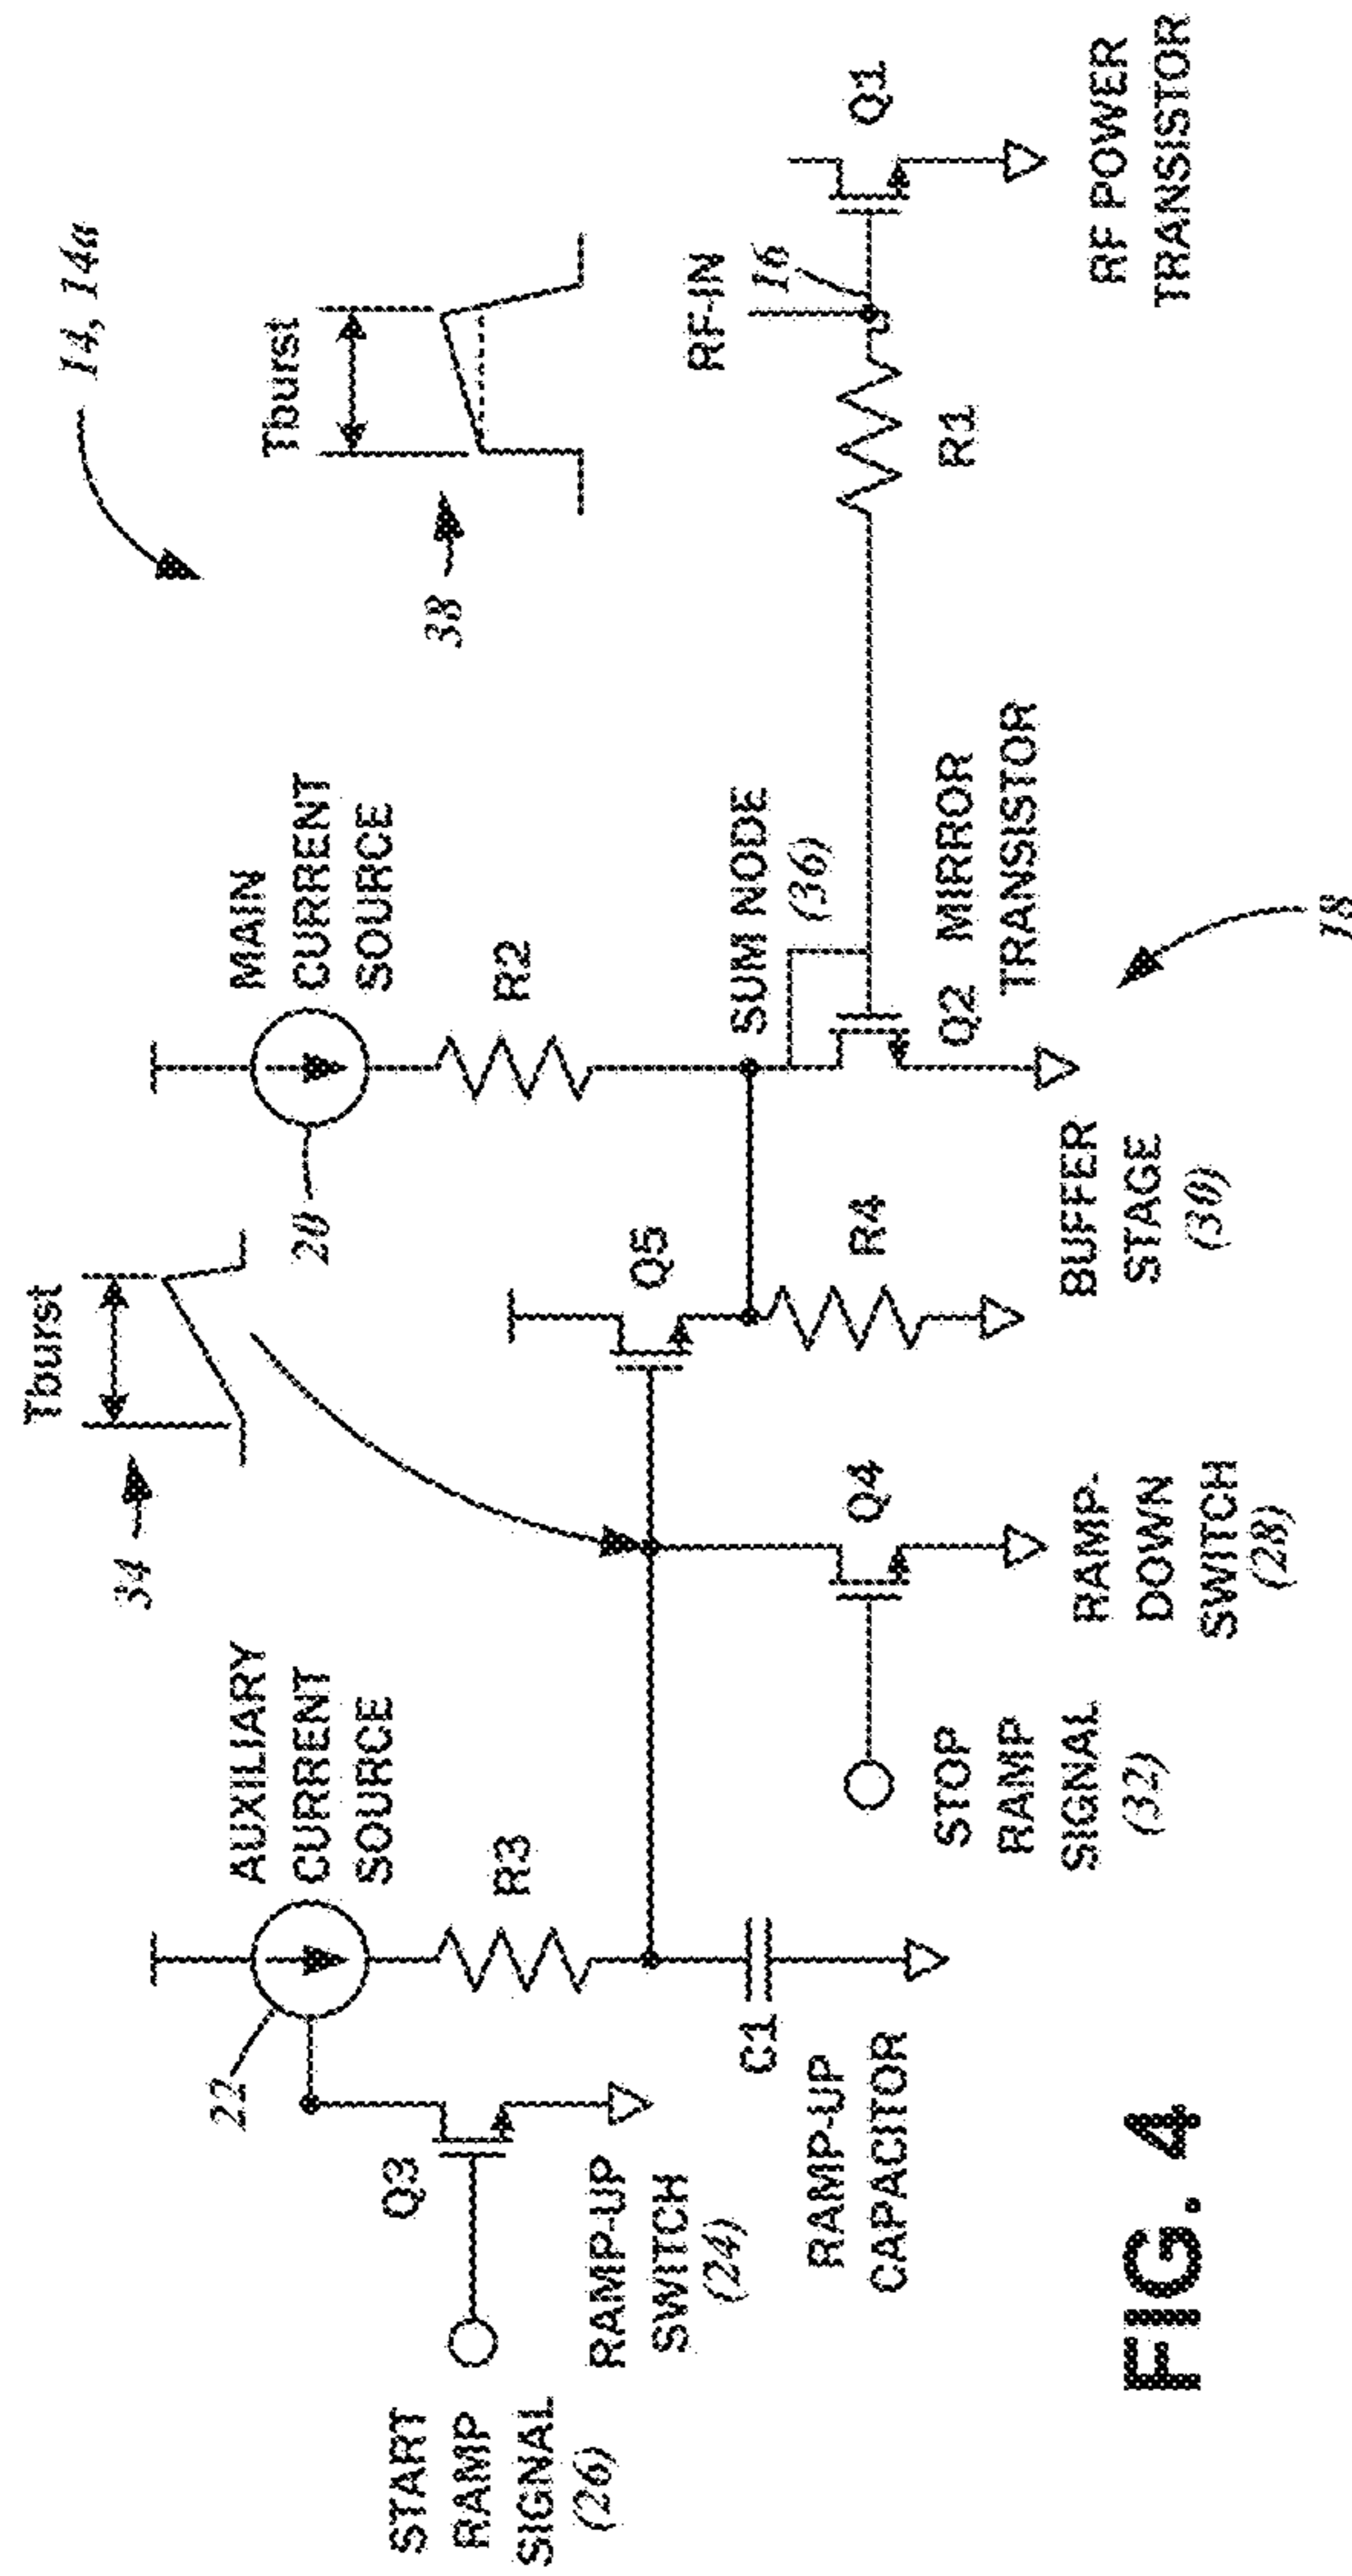 14, 14a
Tburst
34
Tburst
38
AUXILIARY
CURRENT
SOURCE
22
MAIN
CURRENT
SOURCE
20
Q3
R3
R2
START
RAMP
SIGNAL
(26)
RAMP-UP
SWITCH
(24)
C1
RAMP-UP
CAPACITOR
Q5
SUM NODE
(36)
RF-IN
16
Q4
R4
R1
Q1
STOP
RAMP
SIGNAL
(32)
RAMP-
DOWN
SWITCH
(28)
BUFFER
STAGE
(30)
Q2 MIRROR
TRANSISTOR
RF POWER
TRANSISTOR
18
FIG. 4